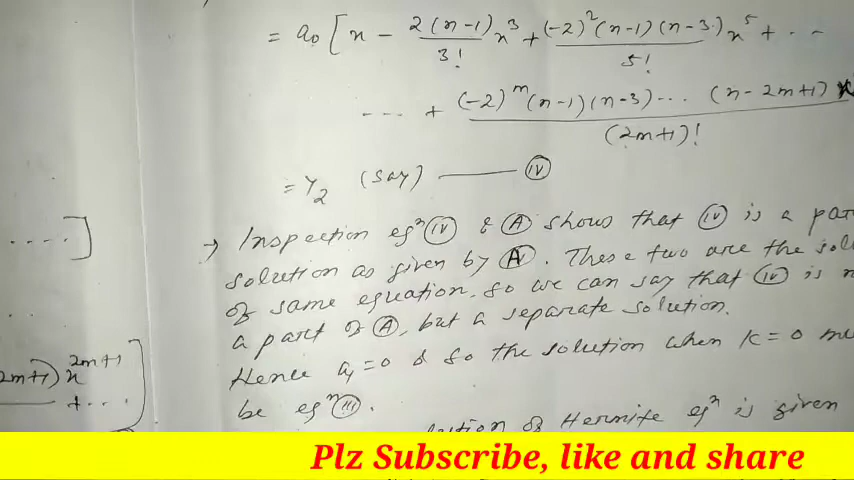 = a₀ [ x - 2(n-1)/3! x³ + (-2)²(n-1)(n-3)/5! x⁵ + ...
.... + (-2)ᵐ(n-1)(n-3)... (n-2m+1) x/(2m+1)!
= Y₂ (say) —— (IV)
→ Inspection eqⁿ (IV) & (A) shows that (IV) is a
....]
solution as given by (A). These two are the
of same equation, so we can say that (IV) is
a part of (A), but a separate solution.
2m+1) x²ᵐ⁺¹ + ...]
Hence a₁=0 & so the solution when K=0
be eqⁿ (III).
of Hermite eqⁿ is given
Plz Subscribe, like and share